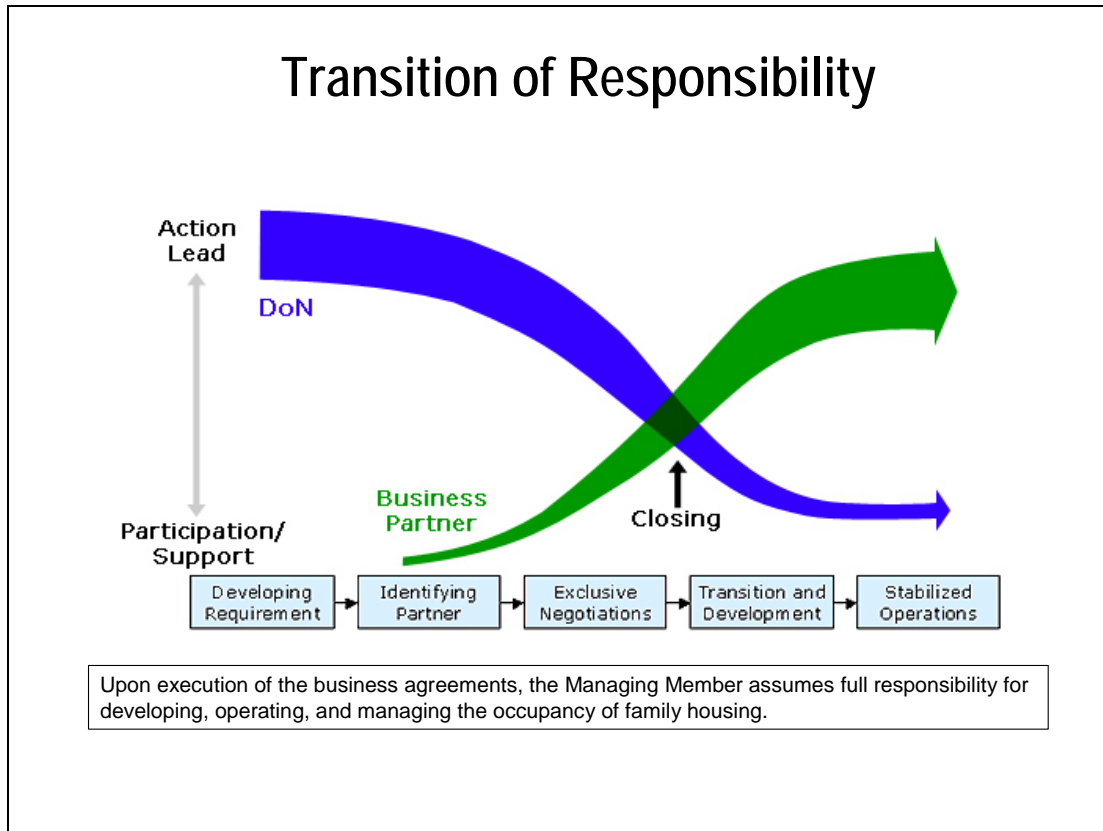 Transition of Responsibility
Action
Lead
DoN
Business
Partner
Closing
Participation/
Support
Developing
Requirement
Identifying
Partner
Exclusive
Negotiations
Transition and
Development
Stabilized
Operations
Upon execution of the business agreements, the Managing Member assumes full responsibility for
developing, operating, and managing the occupancy of family housing.